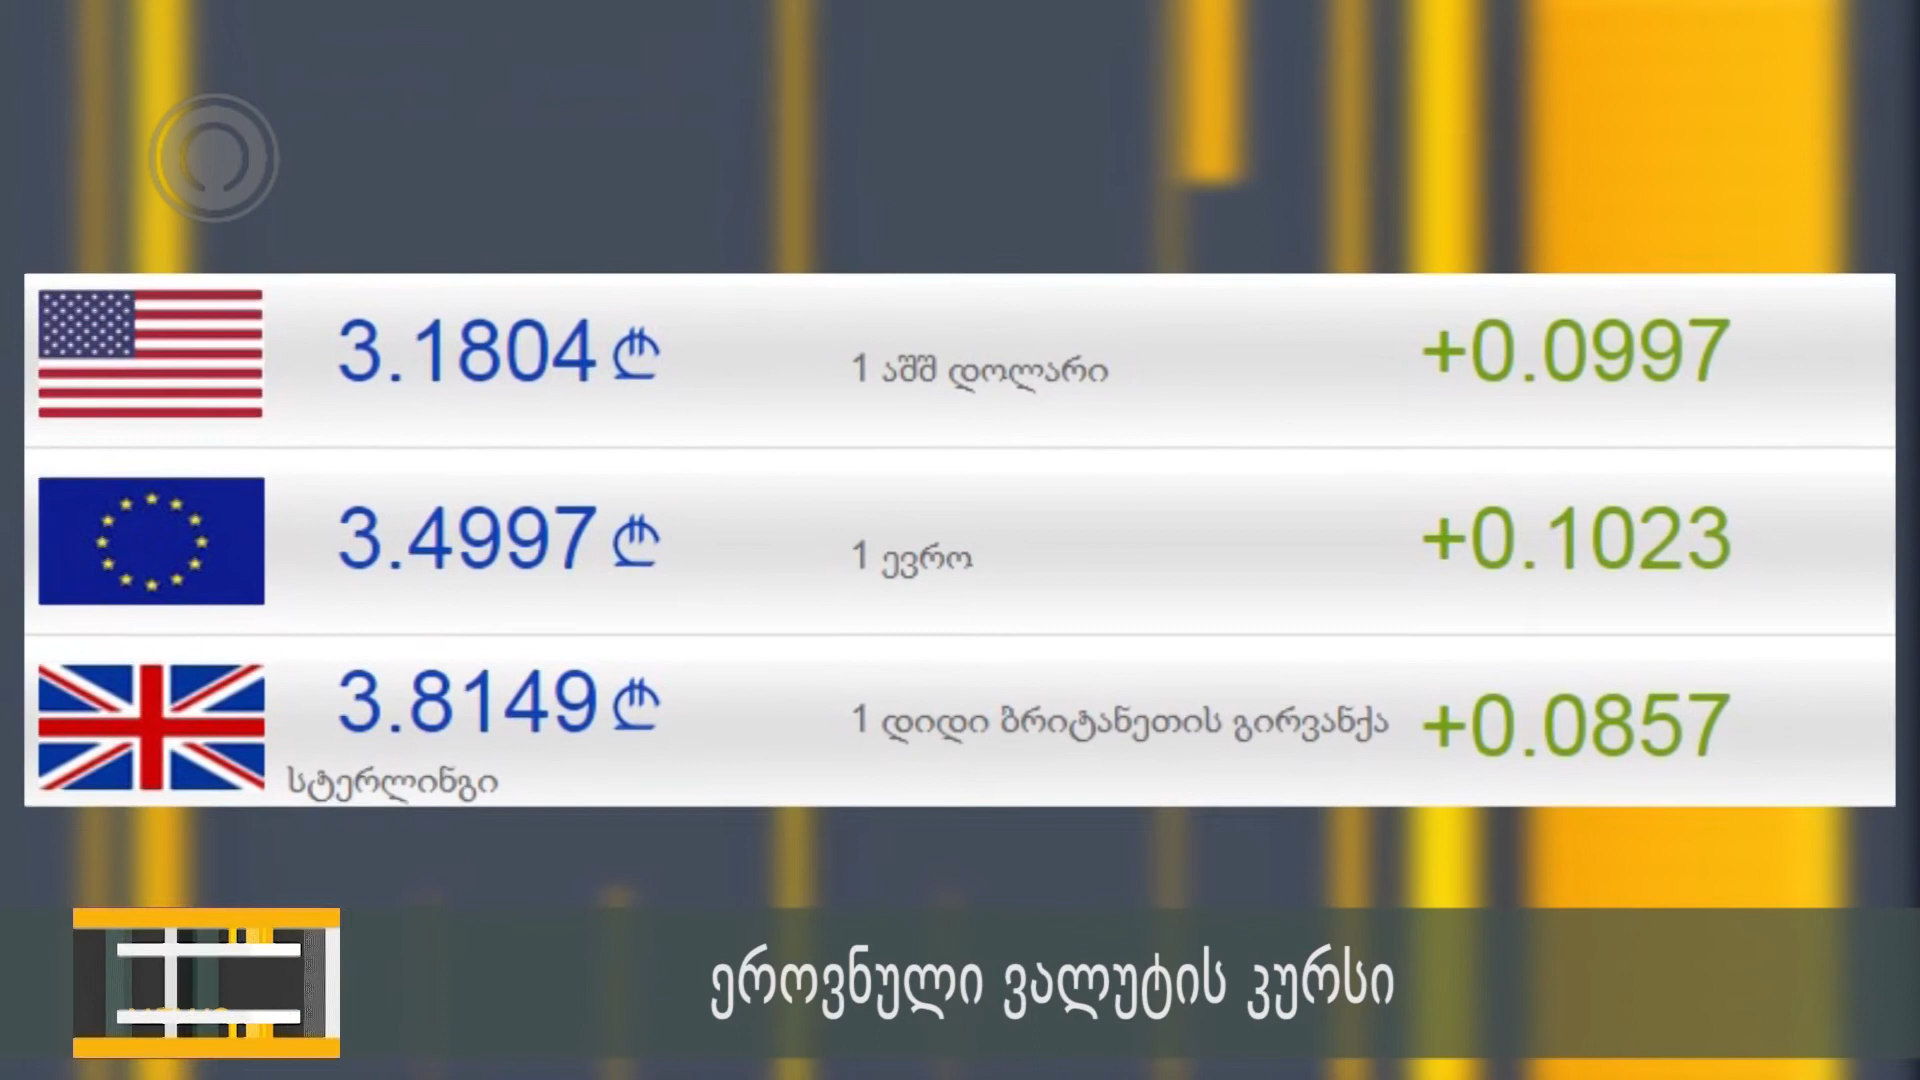 3.1804 ₾ 1 აშშ დოლარი +0.0997
3.4997 ₾ 1 ევრო +0.1023
3.8149 ₾ 1 დიდი ბრიტანეთის გირვანქა +0.0857
სტერლინგი
ეროვნული ვალუტის კურსი